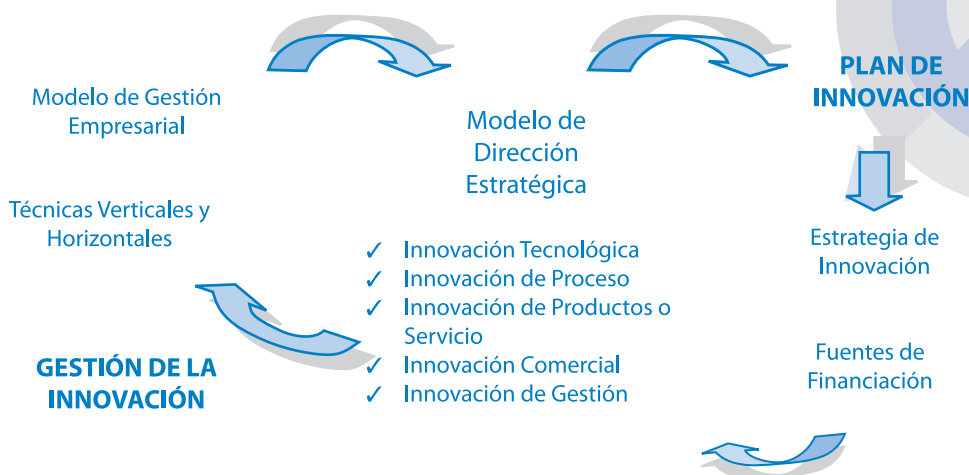 Modelo de Gestión
Empresarial
Técnicas Verticales y
Horizontales
GESTIÓN DE LA
INNOVACIÓN
Modelo de
Dirección
Estratégica
✓ Innovación Tecnológica
✓ Innovación de Proceso
✓ Innovación de Productos o
Servicio
✓ Innovación Comercial
✓ Innovación de Gestión
PLAN DE
INNOVACIÓN
Estrategia de
Innovación
Fuentes de
Financiación